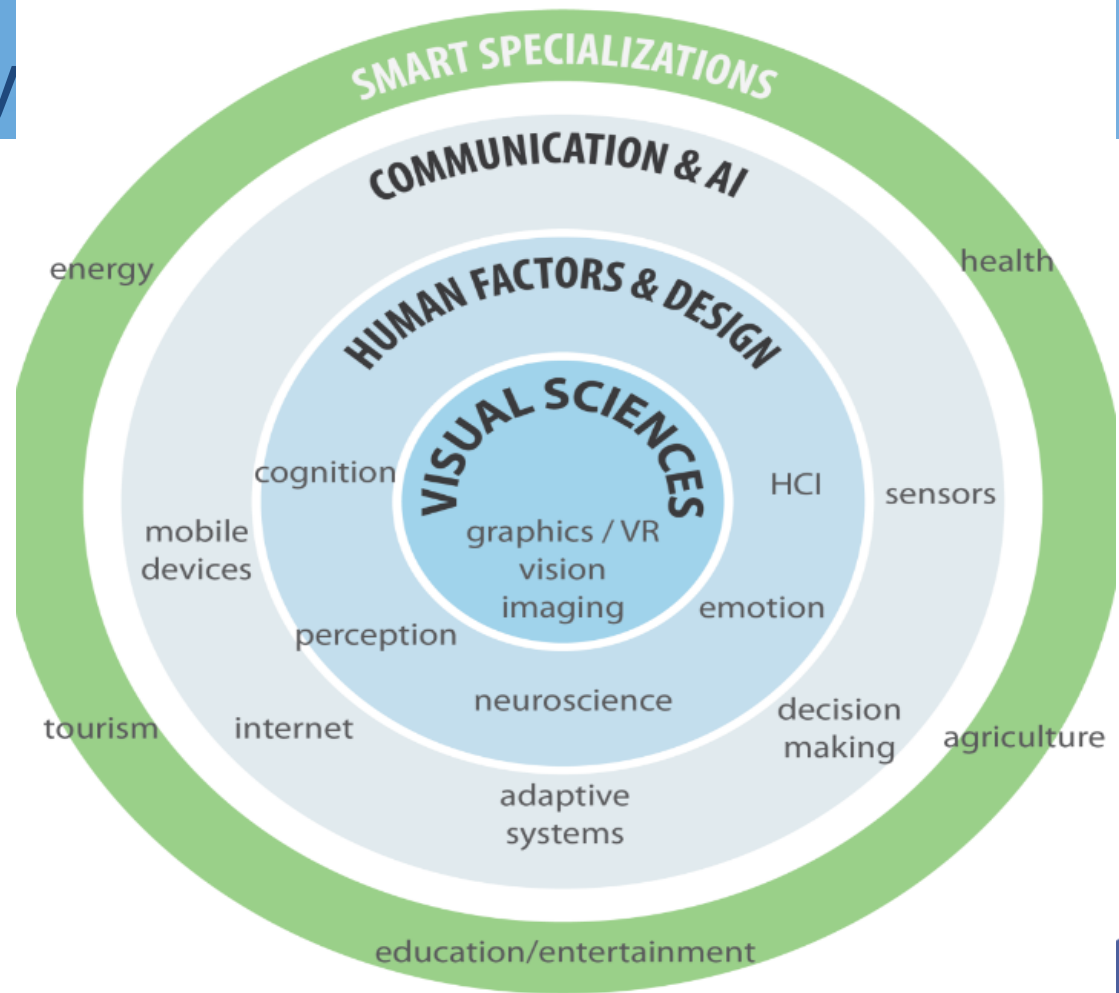 SMART SPECIALIZATIONS
COMMUNICATION & AI
HUMAN FACTORS & DESIGN
VISUAL SCIENCES
energy
health
cognition
HCI
sensors
mobile
devices
graphics / VR
vision
imaging
emotion
perception
neuroscience
decision
making
tourism
internet
agriculture
adaptive
systems
education/entertainment